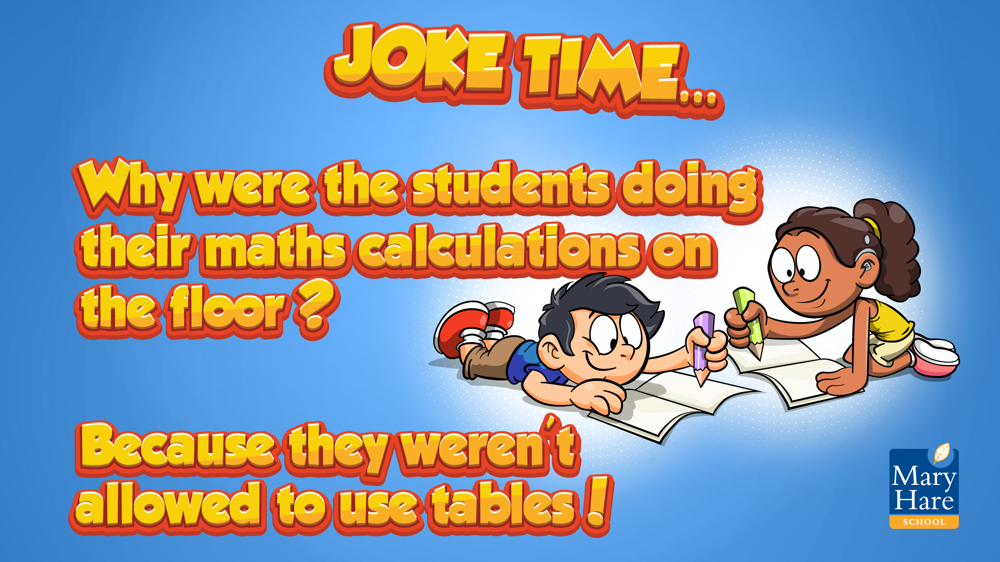 JOKE TIME...
Why were the students doing
their maths calculations on
the floor?
Because they weren't
allowed to use tables!
Mary
Hare
SCHOOL